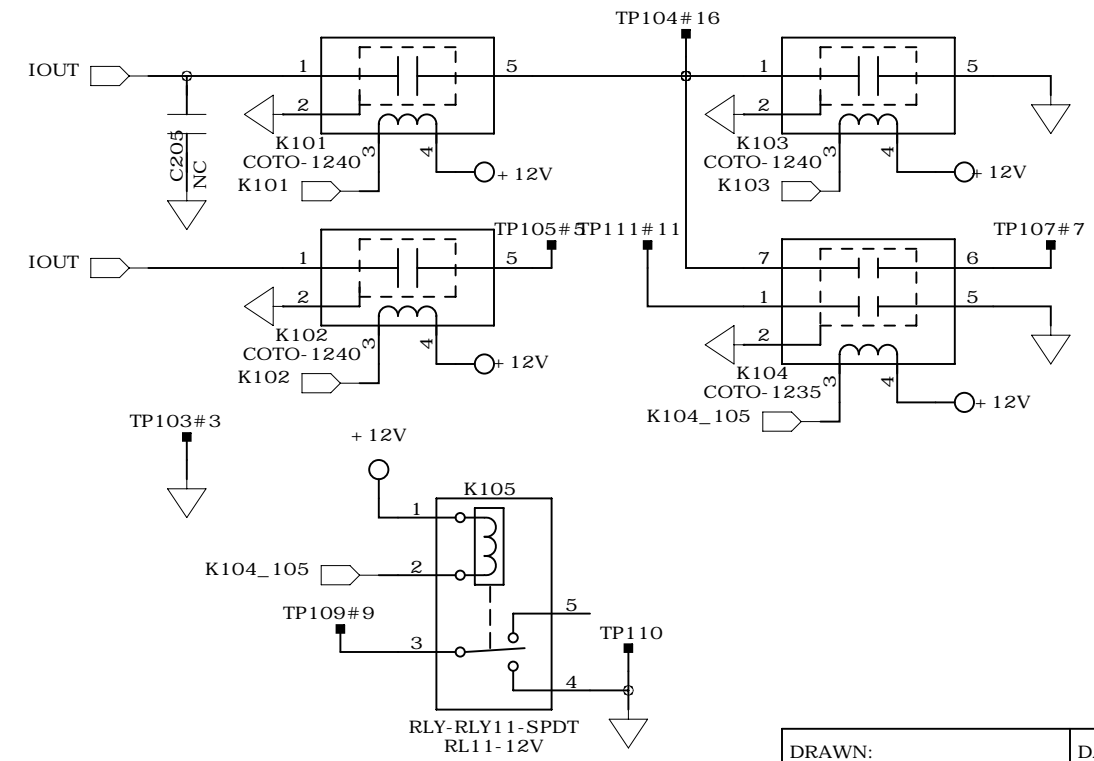 TP104#16
IOUT
1
5
1
5
2
2
C205
NC
K101
COTO-1240
3
4
+12V
K101
K103
COTO-1240
3
4
+12V
K103
TP105#5
TP111#11
TP107#7
IOUT
1
5
7
6
2
1
5
K102
COTO-1240
3
4
+12V
K102
2
K104
COTO-1235
3
4
+12V
K104_105
TP103#3
+12V
K105
1
K104_105
2
TP109#9
5
TP110
3
4
RLY-RLY11-SPDT
RL11-12V
DRAWN: